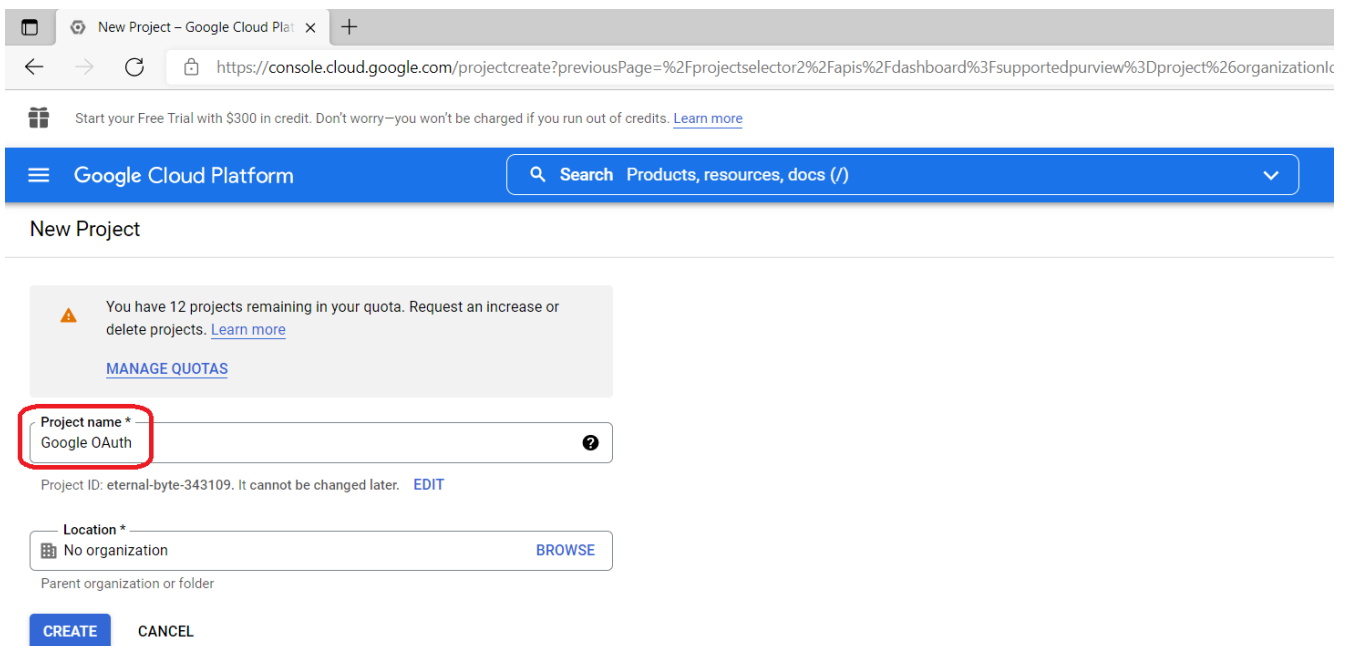 New Project – Google Cloud Plat
https://console.cloud.google.com/projectcreate?previousPage=%2Fprojectselector2%2Fapis%2Fdashboard%3Fsupportedpurview%3Dproject%26organizationId
Start your Free Trial with $300 in credit. Don't worry—you won't be charged if you run out of credits. Learn more
Google Cloud Platform
Search Products, resources, docs (/)
New Project
You have 12 projects remaining in your quota. Request an increase or
delete projects. Learn more
MANAGE QUOTAS
Project name *
Google OAuth
Project ID: eternal-byte-343109. It cannot be changed later. EDIT
Location *
No organization BROWSE
Parent organization or folder
CREATE CANCEL